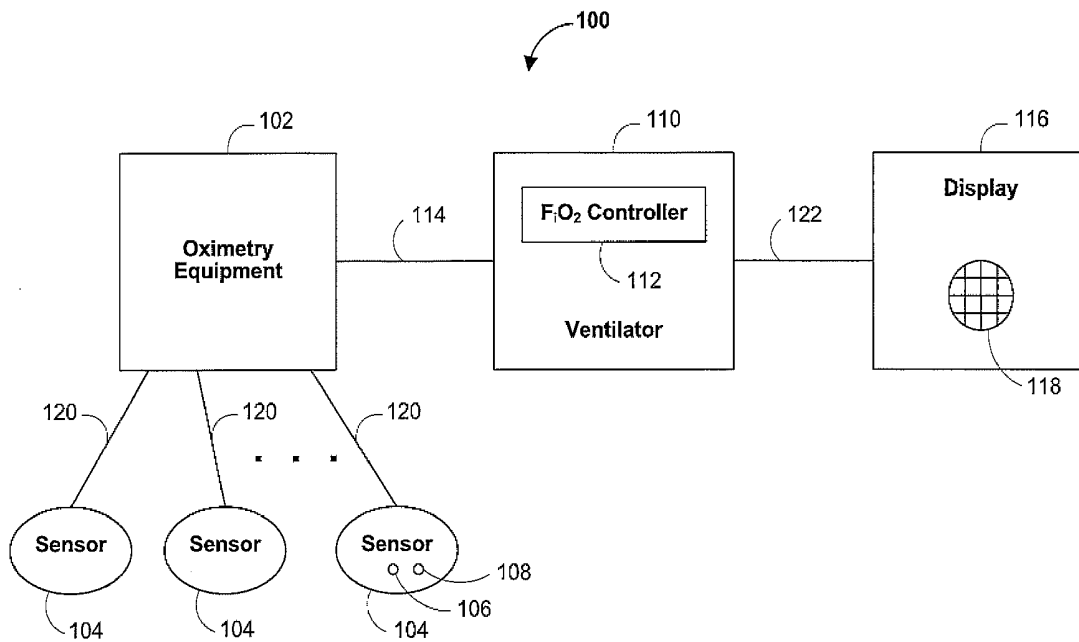 100
102
110
116
Oximetry
Equipment
114
FiO2 Controller
112
Ventilator
122
Display
118
120
120
120
Sensor
Sensor
Sensor
108
106
104
104
104